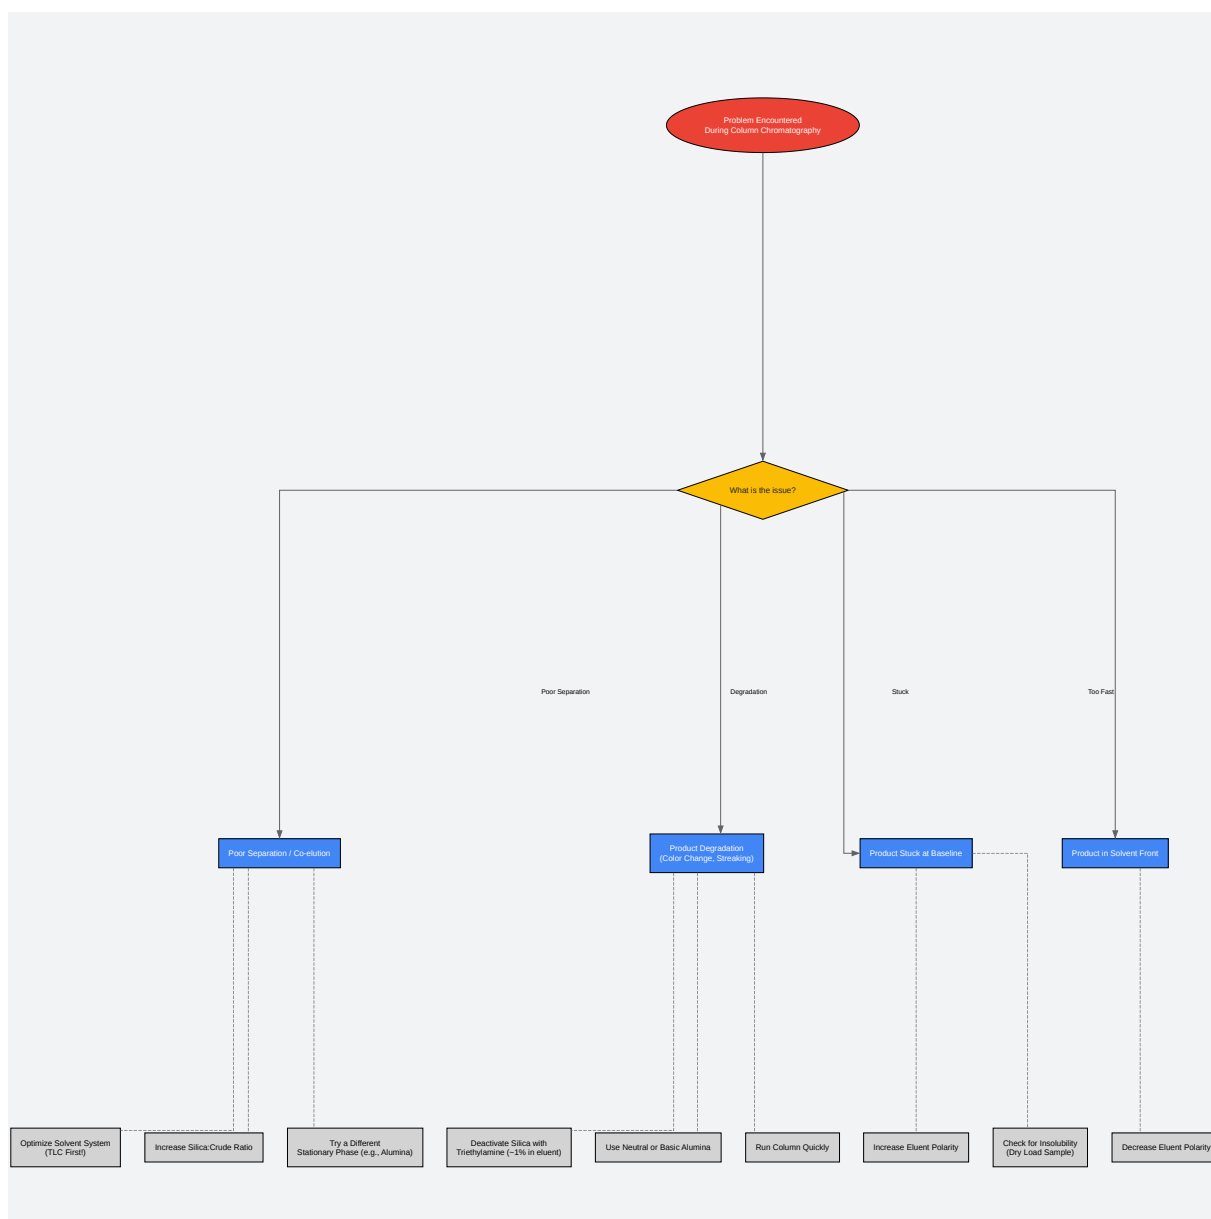 Problem Encountered
During Column Chromatography
What is the issue?
Poor Separation
Degradation
Stuck
Too Fast
Poor Separation / Co-elution
Product Degradation
(Color Change, Streaking)
Product Stuck at Baseline
Product in Solvent Front
Optimize Solvent System
(TLC First!)
Increase Silica:Crude Ratio
Try a Different
Stationary Phase (e.g., Alumina)
Deactivate Silica with
Triethylamine (~1% in eluent)
Use Neutral or Basic Alumina
Run Column Quickly
Increase Eluent Polarity
Check for Insolubility
(Dry Load Sample)
Decrease Eluent Polarity